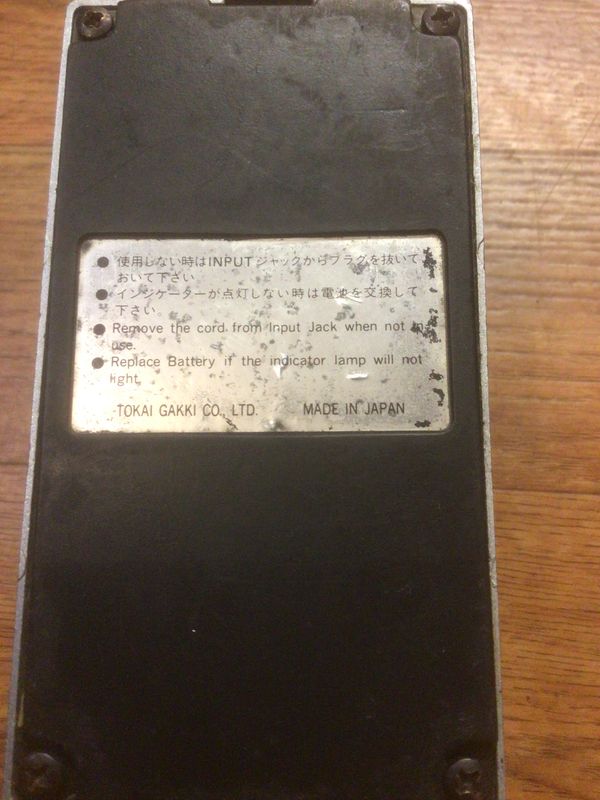 ● 使用しない時はINPUTジャックからプラグを抜いて
おいて下さい
● インジケーターが点灯しない時は電池を交換して
下さい
● Remove the cord from Input Jack when not in
use.
● Replace Battery if the indicator lamp will not
light.
TOKAI GAKKI CO., LTD. MADE IN JAPAN